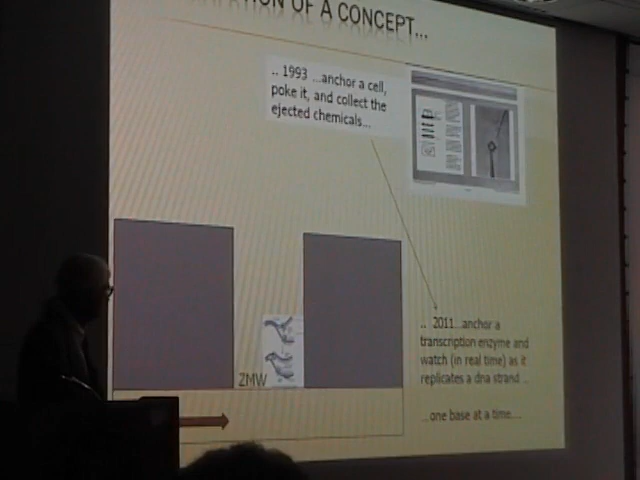 OF A CONCEPT...
.. 1993 ...anchor a cell,
poke it, and collect the
ejected chemicals...
.. 2011...anchor a
transcription enzyme and
watch (in real time) as it
replicates a dna strand ..
...one base at a time....
ZMW